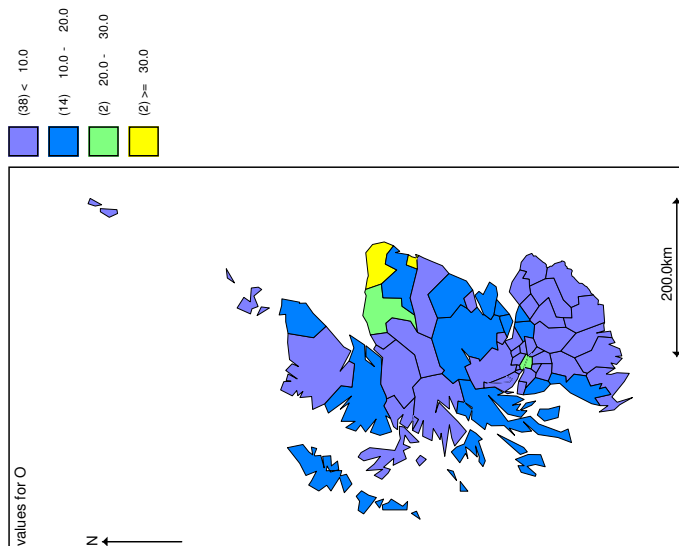 (38) < 10.0
(14) 10.0 - 20.0
(2) 20.0 - 30.0
(2) >= 30.0
values for O
N
200.0km